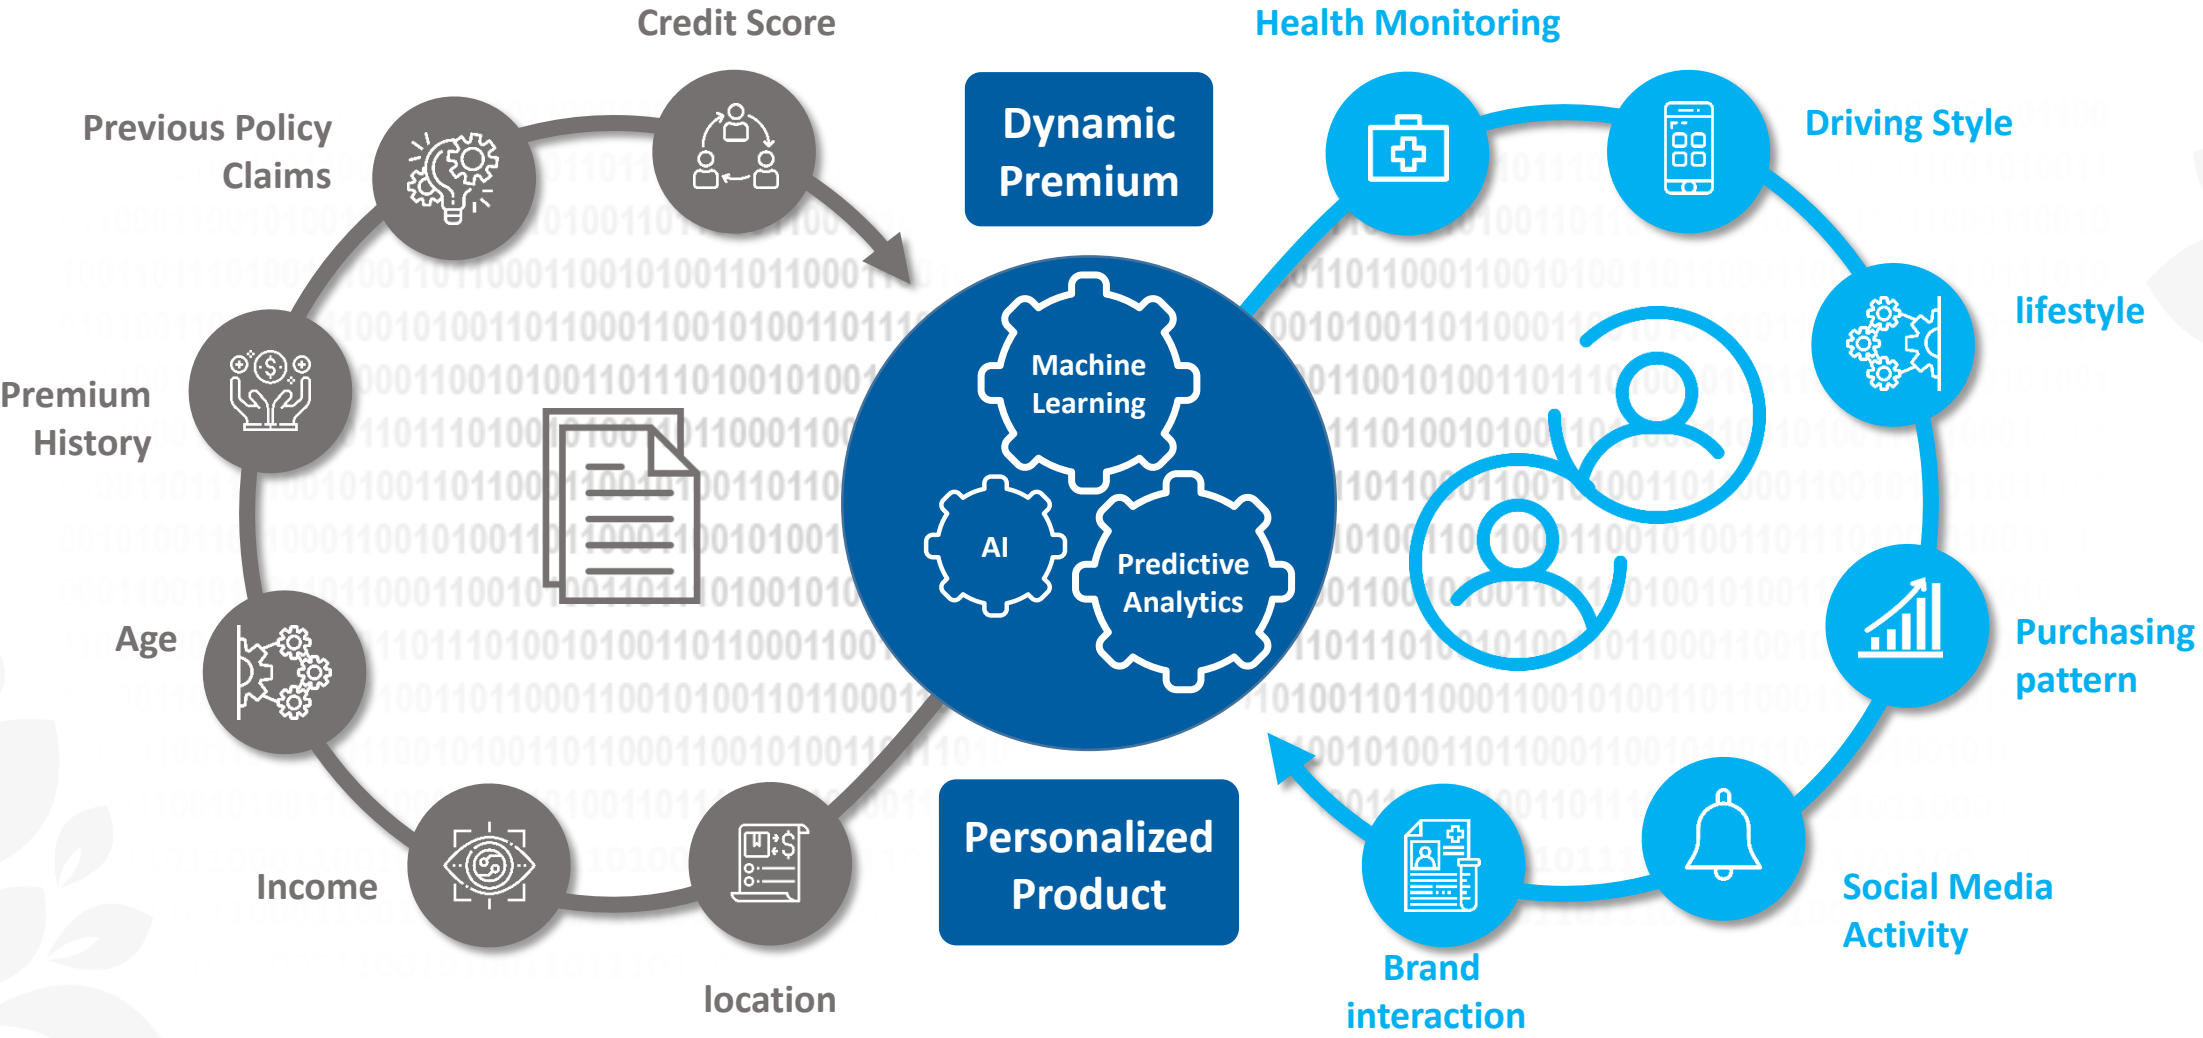 Credit Score
Health Monitoring
Previous Policy
Claims
Dynamic
Premium
Driving Style
lifestyle
Premium
History
Machine
Learning
AI
Predictive
Analytics
Age
Purchasing
pattern
Income
Personalized
Product
Social Media
Activity
location
Brand
interaction